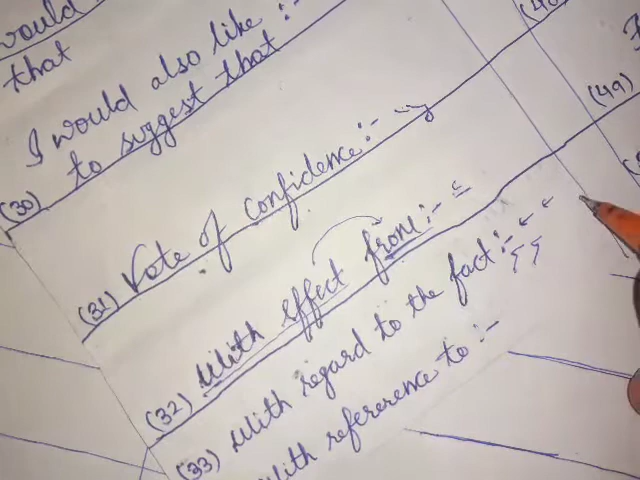 would
that
I would also like :-
(30) to suggest that
(31) Vote of confidence:-
(32) With effect from:-
(33) With regard to the fact:-
With refererence to :-
(49)